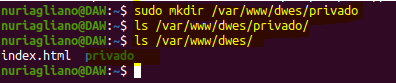 nuriagliano@DAW:~$ sudo mkdir /var/www/dwes/privado
nuriagliano@DAW:~$ ls /var/www/dwes/privado/
nuriagliano@DAW:~$ ls /var/www/dwes/
index.html  privado
nuriagliano@DAW:~$